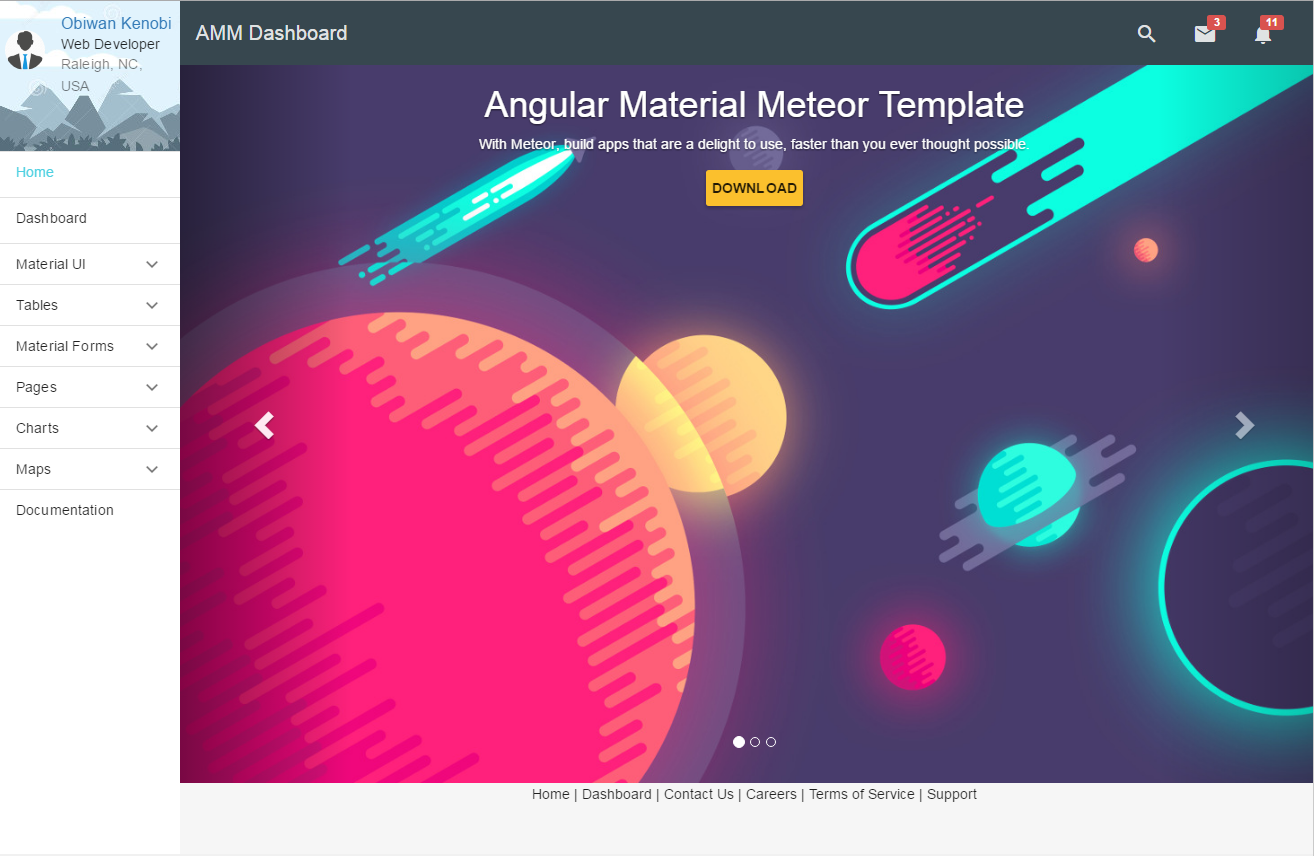 Obiwan Kenobi
Web Developer
Raleigh, NC,
USA
AMM Dashboard
3
11
Home
Dashboard
Material UI
Tables
Material Forms
Pages
Charts
Maps
Documentation
Angular Material Meteor Template
With Meteor, build apps that are a delight to use, faster than you ever thought possible.
DOWNLOAD
Home | Dashboard | Contact Us | Careers | Terms of Service | Support